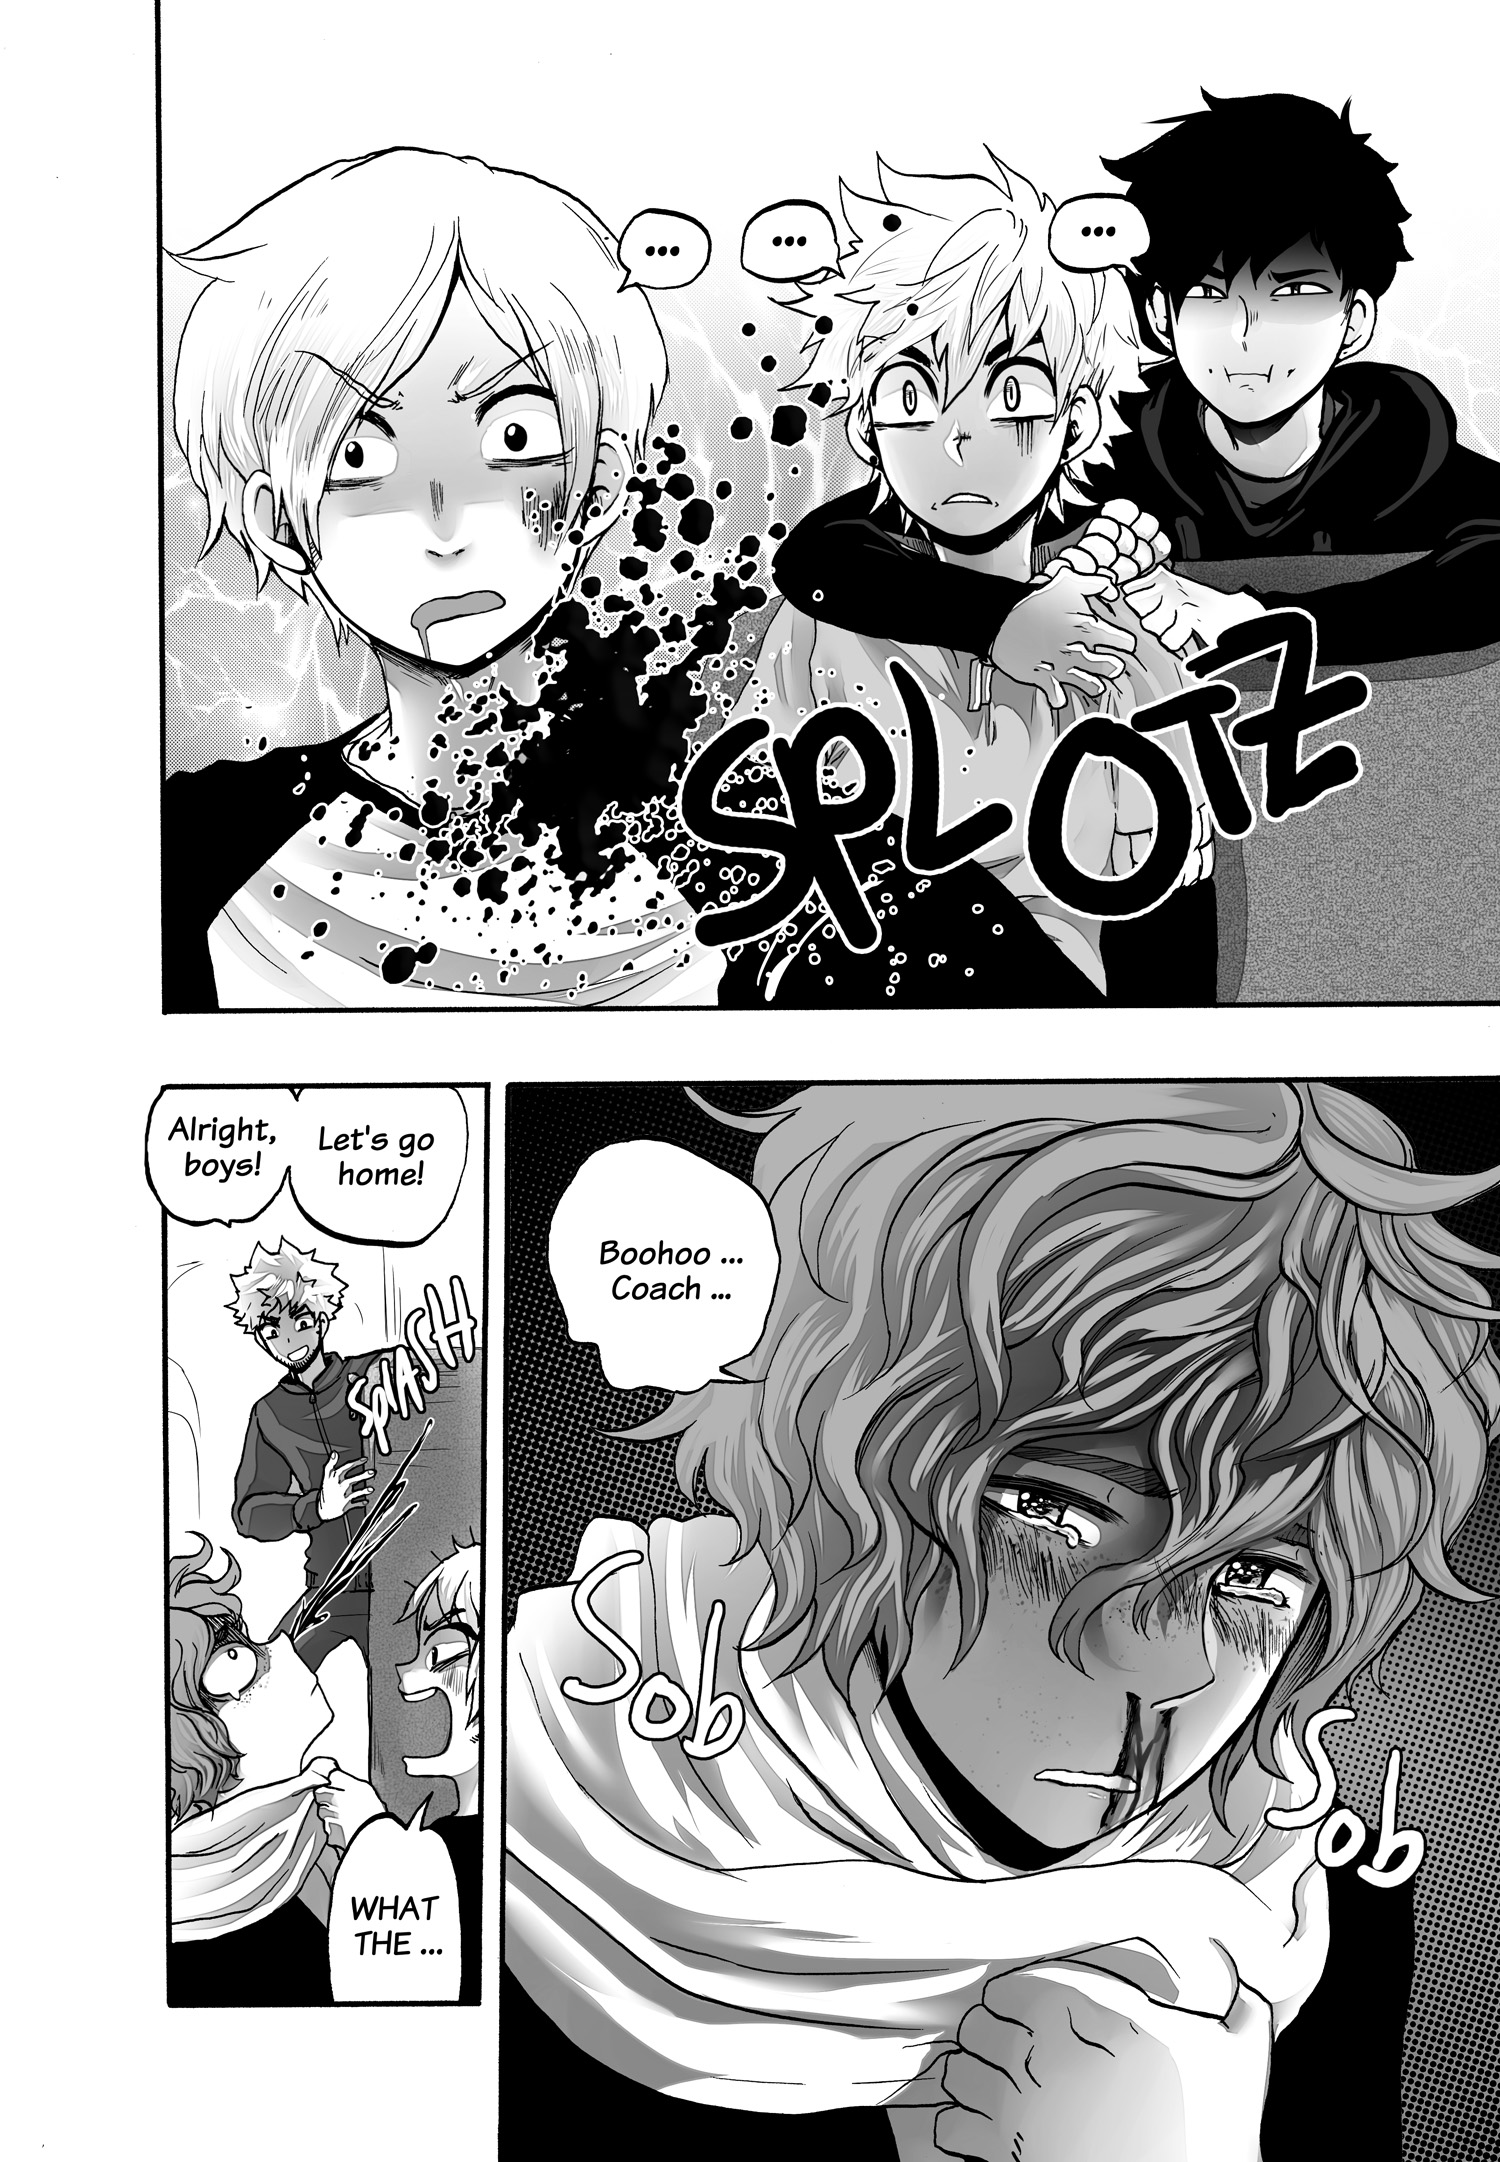 ...
...
...
SPLOTZ
Alright,
boys!
Let's go
home!
SplASH
WHAT
THE ...
Boohoo ...
Coach ...
Sob
Sob